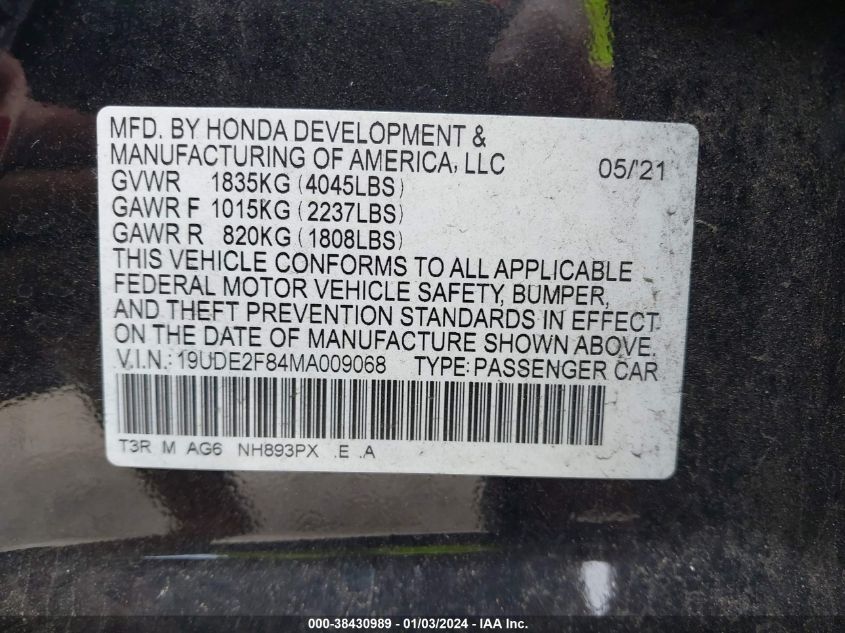 MFD. BY HONDA DEVELOPMENT &
MANUFACTURING OF AMERICA, LLC 05/'21
GVWR 1835KG (4045LBS)
GAWR F 1015KG (2237LBS)
GAWR R 820KG (1808LBS)
THIS VEHICLE CONFORMS TO ALL APPLICABLE
FEDERAL MOTOR VEHICLE SAFETY, BUMPER,
AND THEFT PREVENTION STANDARDS IN EFFECT
ON THE DATE OF MANUFACTURE SHOWN ABOVE.
V.I.N.: 19UDE2F84MA009068 TYPE: PASSENGER CAR
T3R M AG6 NH893PX .E .A
000-38430989 - 01/03/2024 - IAAI.com